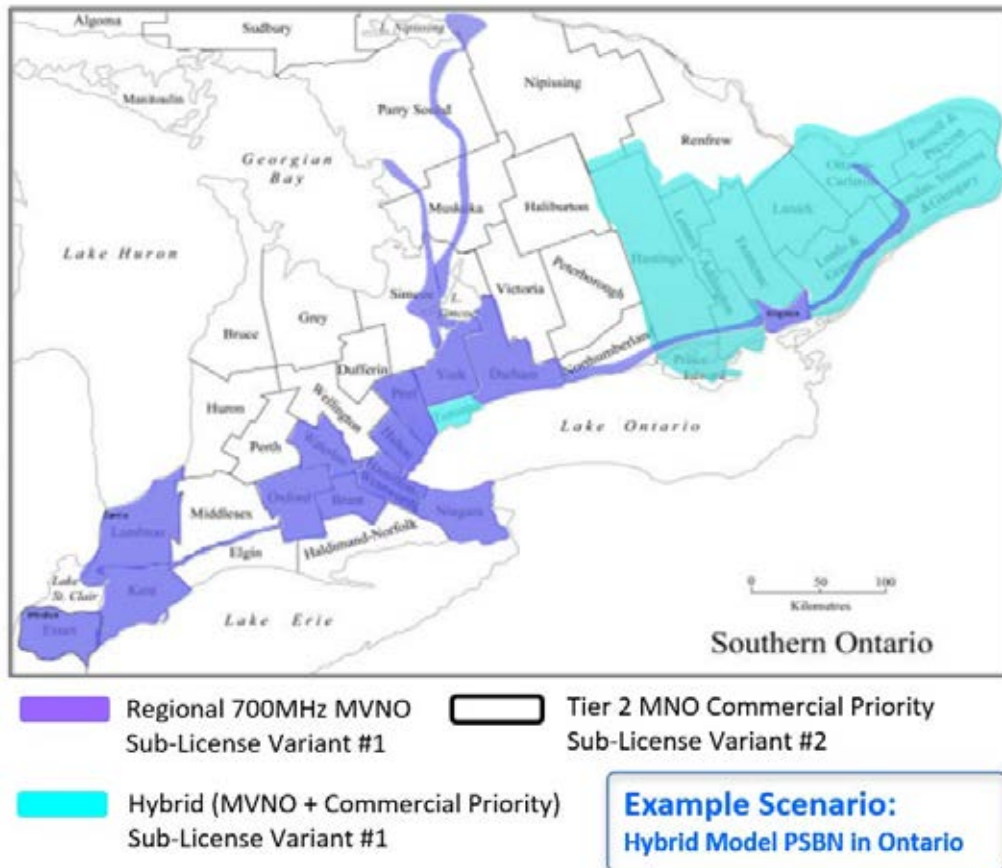 Algoma
Sudbury
L. Nipissing
Manitoulin
Parry Sound
Nipissing
Renfrew
Georgian
Bay
Muskoka
Haliburton
Lake Huron
Ottawa
Carleton
Russell &
Prescott
Dundas, Stormont
& Glengarry
Lanark
Leeds &
Hastings
Lennox
Addington
Frontenac
Simcoe
L.
Simcoe
Victoria
Peterborough
Northumberlan
Prince
Edward
Bruce
Grey
Dufferin
Wellington
Peel
York
Durham
Toronto
Halton
Huron
Perth
Waterloo
Lake Ontario
Hamilton
Wentworth
Oxford
Brant
Niagara
Middlesex
Lambton
Elgin
Haldimand-Norfolk
Lake
St. Clair
Kent
Essex
Lake Erie
0 50 100
Kilometres
Southern Ontario
Regional 700MHz MVNO
Sub-License Variant #1
Tier 2 MNO Commercial Priority
Sub-License Variant #2
Hybrid (MVNO + Commercial Priority)
Sub-License Variant #1
Example Scenario:
Hybrid Model PSBN in Ontario